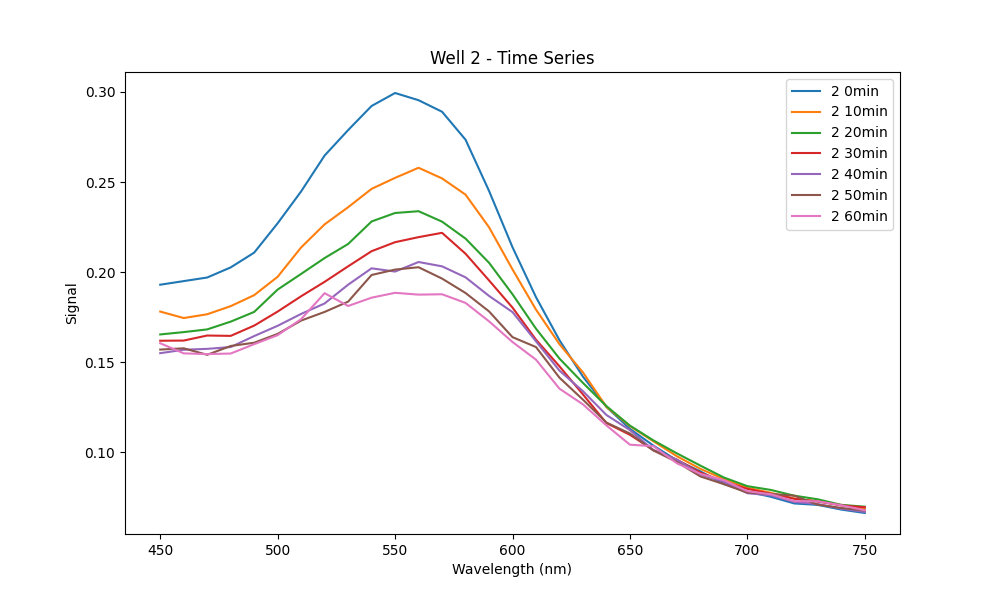 Well 2 - Time Series
0.30
0.25
0.20
0.15
0.10
Signal
450 500 550 600 650 700 750
Wavelength (nm)
2 0min
2 10min
2 20min
2 30min
2 40min
2 50min
2 60min